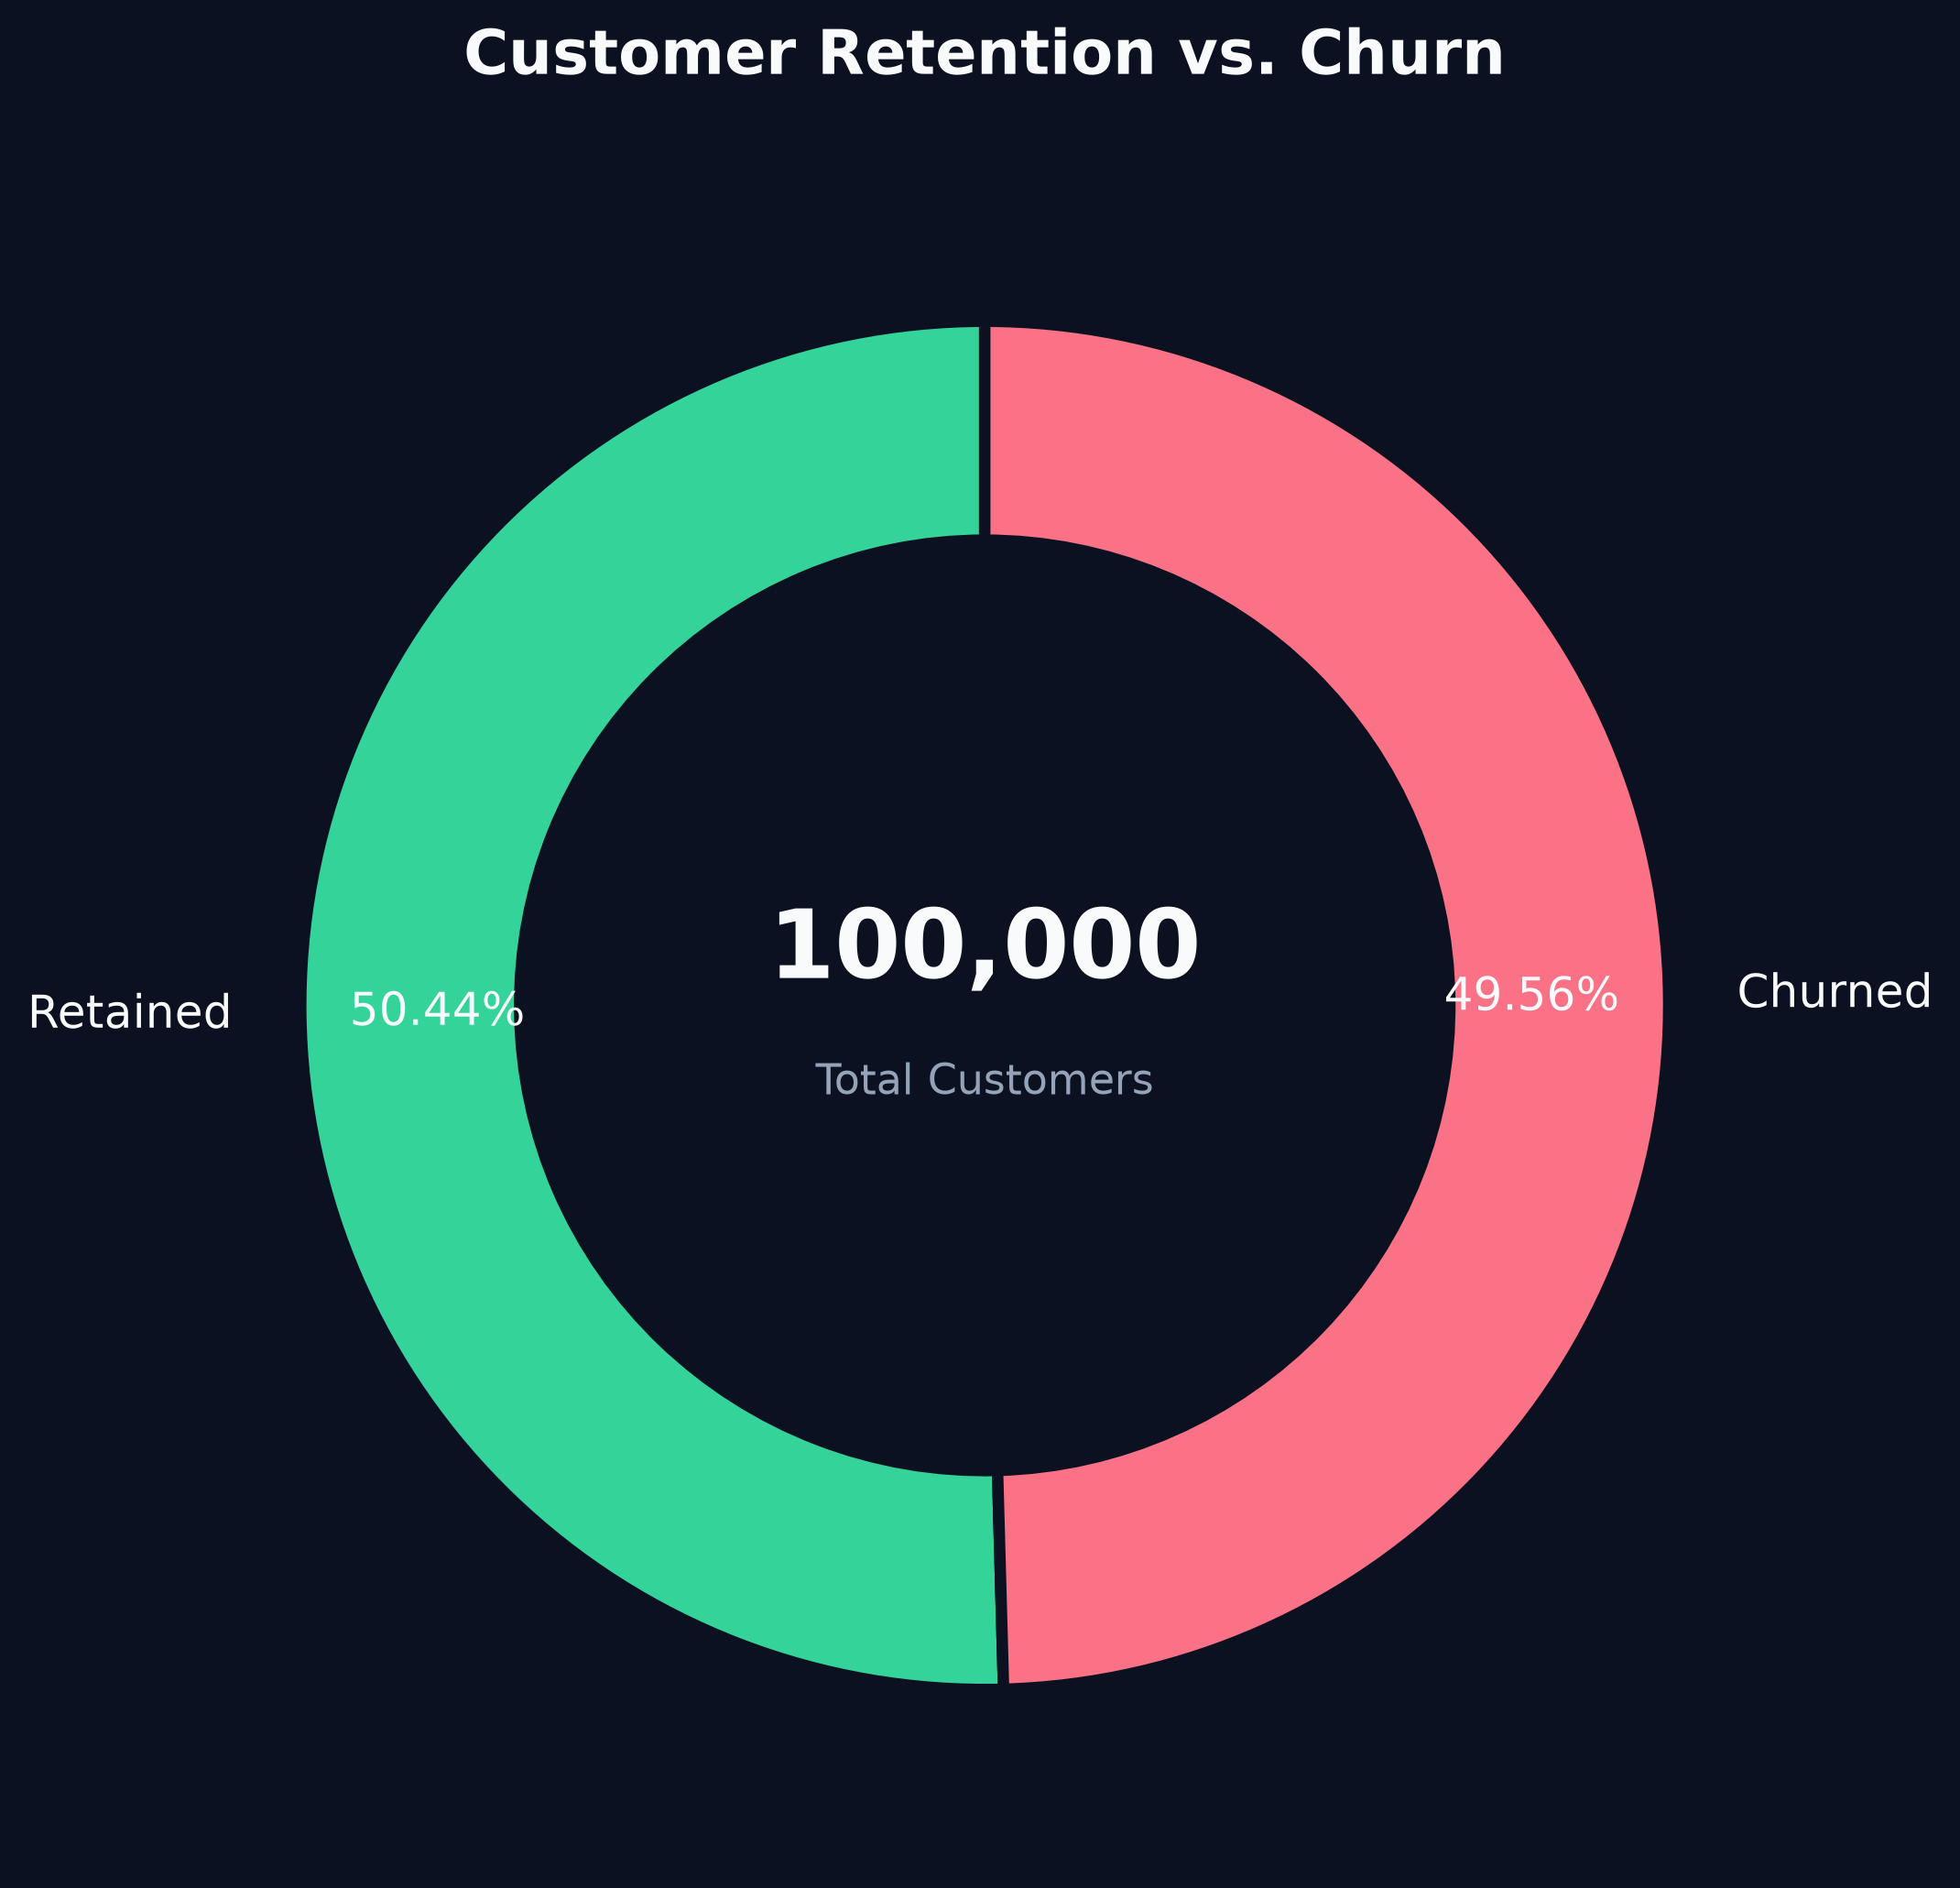 Customer Retention vs. Churn
100,000
Retained
50.44%
49.56%
Churned
Total Customers